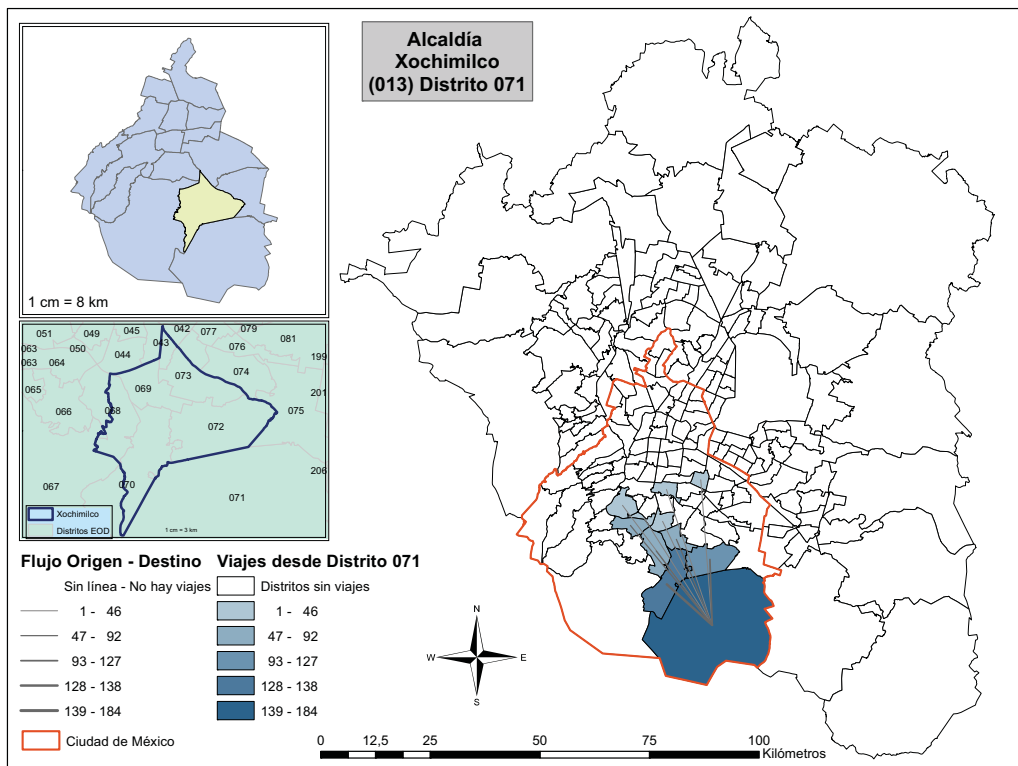 Alcaldía
Xochimilco
(013) Distrito 071
1 cm = 8 km
051
049
045
042
077
079
081
063
050
044
043
076
199
063
064
074
073
069
201
065
066
068
075
072
206
067
070
071
Xochimilco
Distritos EOD
1 cm = 3 km
Flujo Origen - Destino
Sin línea - No hay viajes
1 - 46
47 - 92
93 - 127
128 - 138
139 - 184
Ciudad de México
Viajes desde Distrito 071
Distritos sin viajes
1 - 46
47 - 92
93 - 127
128 - 138
139 - 184
N
W
E
S
0 12,5 25 50 75 100
Kilómetros